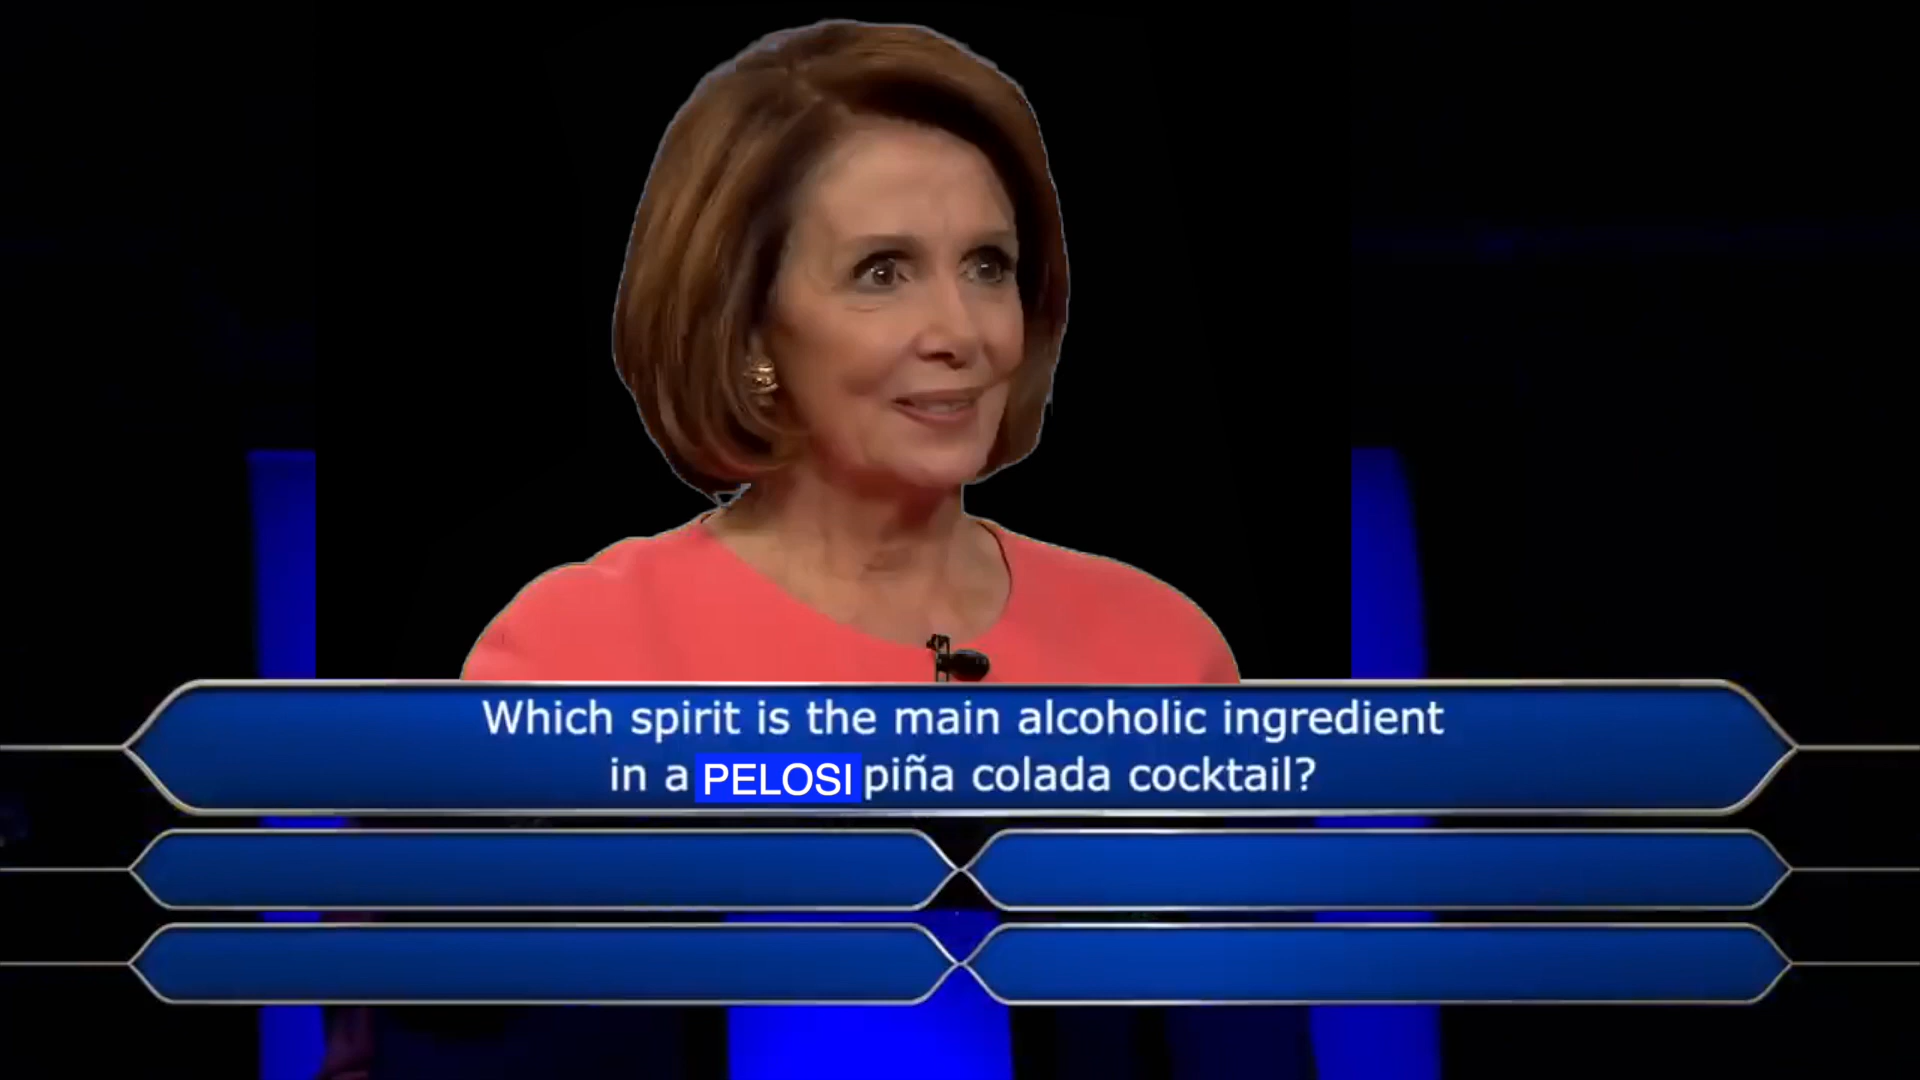 Which spirit is the main alcoholic ingredient
in a PELOSI piña colada cocktail?